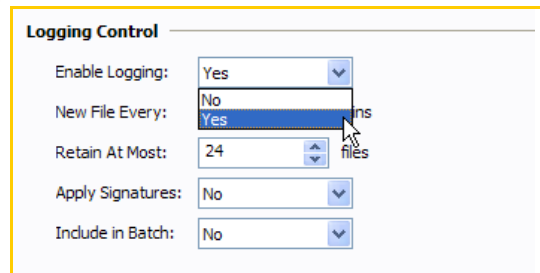 Logging Control
Enable Logging: Yes
No
New File Every: ins
Yes
Retain At Most: 24 files
Apply Signatures: No
Include in Batch: No